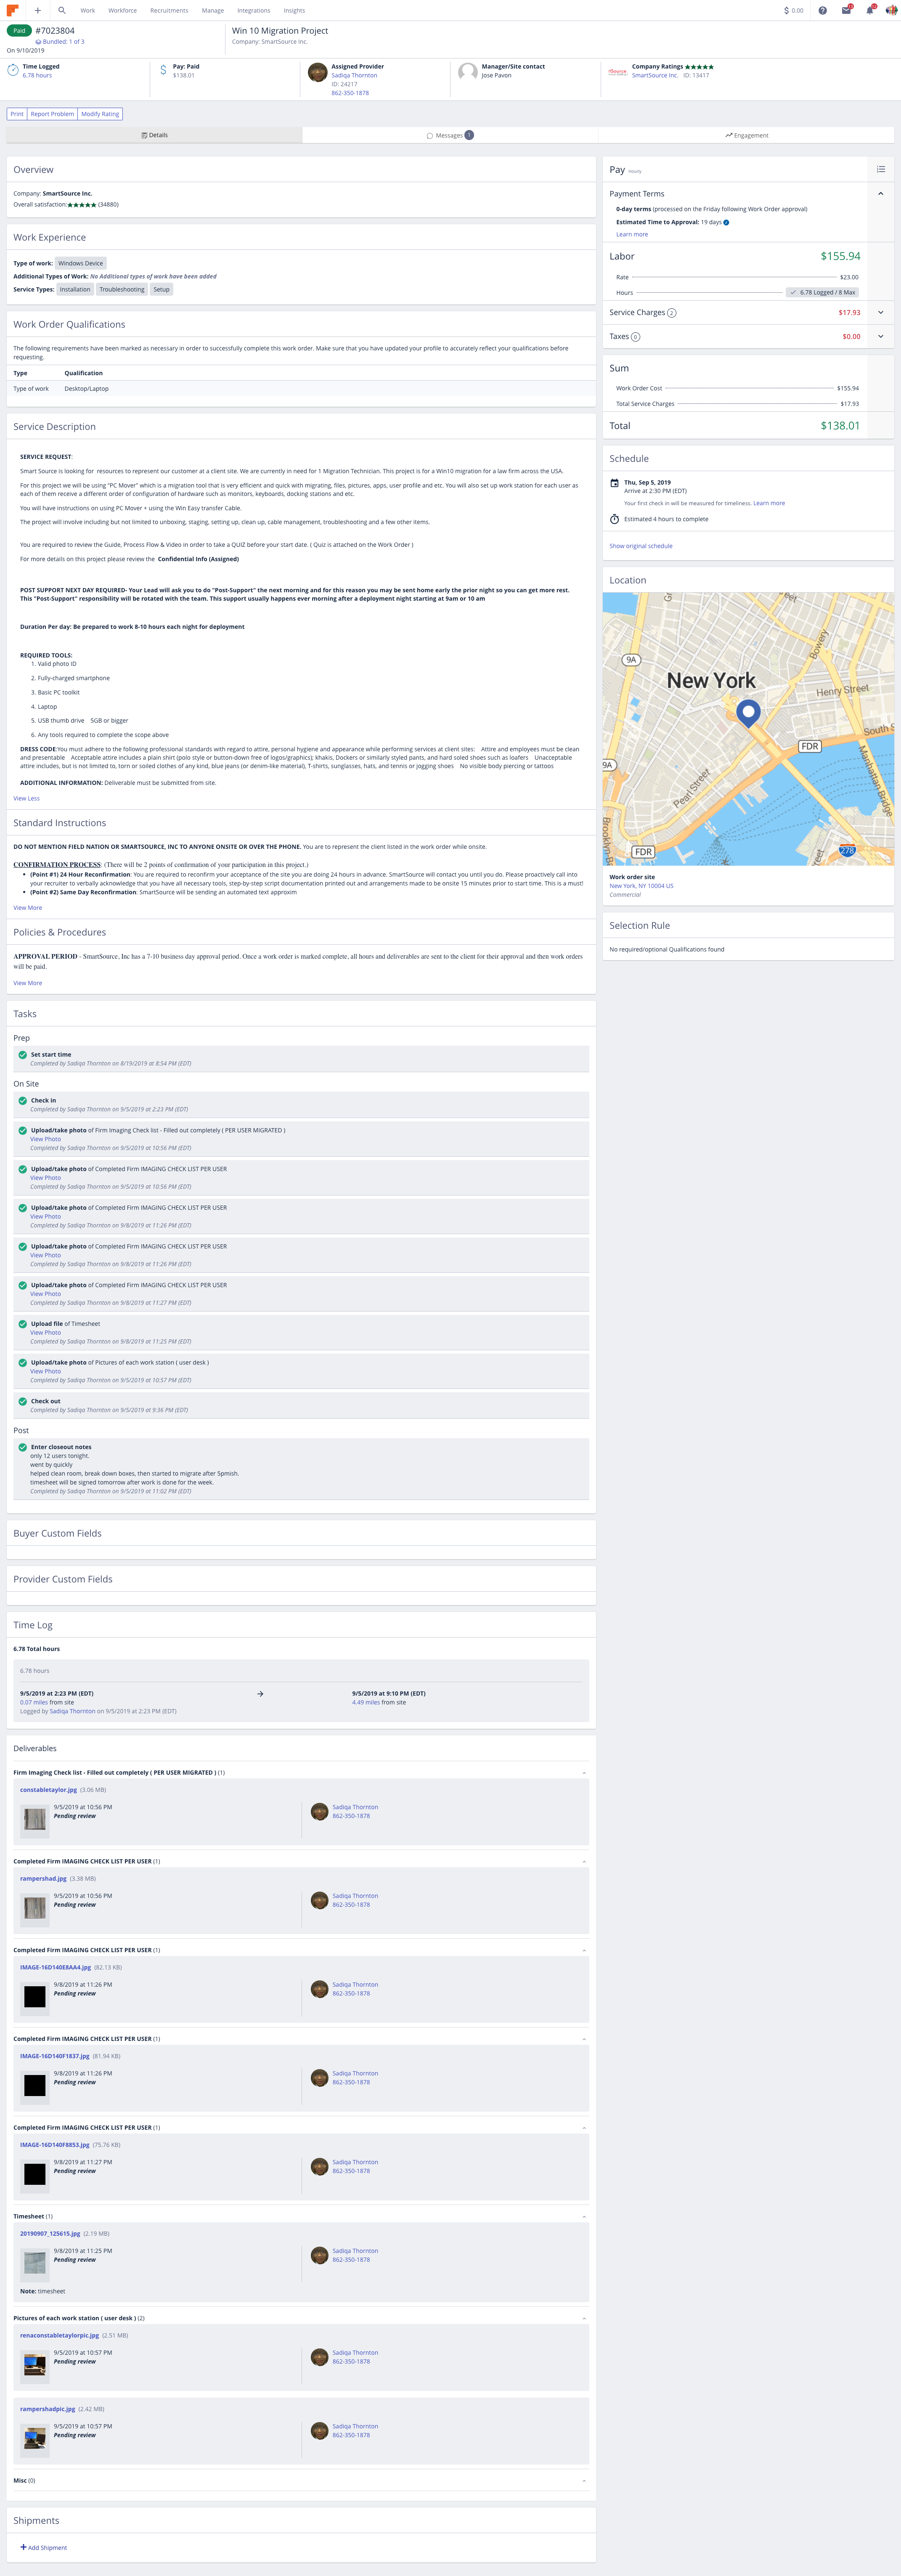 Work Workforce Recruitments Manage Integrations Insights $ 0.00
Paid #7023804
Bundled: 1 of 3
On 9/10/2019
Win 10 Migration Project
Company: SmartSource Inc.
Time Logged
6.78 hours
Pay: Paid
$138.01
Assigned Provider
Sadiqa Thornton
ID: 24217
862-350-1878
Manager/Site contact
Jose Pavon
Company Ratings ★★★★★
SmartSource Inc. ID: 13417
Print Report Problem Modify Rating
Details
Messages 1
Engagement
Overview
Company: SmartSource Inc.
Overall satisfaction:★★★★★ (34880)
Work Experience
Type of work: Windows Device
Additional Types of Work: No Additional types of work have been added
Service Types: Installation Troubleshooting Setup
Work Order Qualifications
The following requirements have been marked as necessary in order to successfully complete this work order. Make sure that you have updated your profile to accurately reflect your qualifications before
requesting.
Type Qualification
Type of work Desktop/Laptop
Service Description
SERVICE REQUEST:
Smart Source is looking for resources to represent our customer at a client site. We are currently in need for 1 Migration Technician. This project is for a Win10 migration for a law firm across the USA.
For this project we will be using "PC Mover" which is a migration tool that is very efficient and quick with migrating, files, pictures, apps, user profile and etc. You will also set up work station for each user as
each of them receive a different order of configuration of hardware such as monitors, keyboards, docking stations and etc.
You will have instructions on using PC Mover + using the Win Easy transfer Cable.
The project will involve including but not limited to unboxing, staging, setting up, clean up, cable management, troubleshooting and a few other items.
You are required to review the Guide, Process Flow & Video in order to take a QUIZ before your start date. ( Quiz is attached on the Work Order )
For more details on this project please review the Confidential Info (Assigned)
POST SUPPORT NEXT DAY REQUIRED- Your Lead will ask you to do "Post-Support" the next morning and for this reason you may be sent home early the prior night so you can get more rest.
This "Post-Support" responsibility will be rotated with the team. This support usually happens ever morning after a deployment night starting at 9am or 10 am
Duration Per day: Be prepared to work 8-10 hours each night for deployment
REQUIRED TOOLS:
1. Valid photo ID
2. Fully-charged smartphone
3. Basic PC toolkit
4. Laptop
5. USB thumb drive 5GB or bigger
6. Any tools required to complete the scope above
DRESS CODE:You must adhere to the following professional standards with regard to attire, personal hygiene and appearance while performing services at client sites: Attire and employees must be clean
and presentable Acceptable attire includes a plain shirt (polo style or button-down free of logos/graphics); khakis, Dockers or similarly styled pants, and hard soled shoes such as loafers Unacceptable
attire includes, but is not limited to, torn or soiled clothes of any kind, blue jeans (or denim-like material), T-shirts, sunglasses, hats, and tennis or jogging shoes No visible body piercing or tattoos
ADDITIONAL INFORMATION: Deliverable must be submitted from site.
View Less
Standard Instructions
DO NOT MENTION FIELD NATION OR SMARTSOURCE, INC TO ANYONE ONSITE OR OVER THE PHONE. You are to represent the client listed in the work order while onsite.
CONFIRMATION PROCESS: (There will be 2 points of confirmation of your participation in this project.)
• (Point #1) 24 Hour Reconfirmation: You are required to reconfirm your acceptance of the site you are doing 24 hours in advance. SmartSource will contact you until you do. Please proactively call into
your recruiter to verbally acknowledge that you have all necessary tools, step-by-step script documentation printed out and arrangements made to be onsite 15 minutes prior to start time. This is a must!
• (Point #2) Same Day Reconfirmation: SmartSource will be sending an automated text approxim
View More
Policies & Procedures
APPROVAL PERIOD - SmartSource, Inc has a 7-10 business day approval period. Once a work order is marked complete, all hours and deliverables are sent to the client for their approval and then work orders
will be paid.
View More
Tasks
Prep
Set start time
Completed by Sadiqa Thornton on 8/19/2019 at 8:54 PM (EDT)
On Site
Check in
Completed by Sadiqa Thornton on 9/5/2019 at 2:23 PM (EDT)
Upload/take photo of Firm Imaging Check list - Filled out completely ( PER USER MIGRATED )
View Photo
Completed by Sadiqa Thornton on 9/5/2019 at 10:56 PM (EDT)
Upload/take photo of Completed Firm IMAGING CHECK LIST PER USER
View Photo
Completed by Sadiqa Thornton on 9/5/2019 at 10:56 PM (EDT)
Upload/take photo of Completed Firm IMAGING CHECK LIST PER USER
View Photo
Completed by Sadiqa Thornton on 9/8/2019 at 11:26 PM (EDT)
Upload/take photo of Completed Firm IMAGING CHECK LIST PER USER
View Photo
Completed by Sadiqa Thornton on 9/8/2019 at 11:26 PM (EDT)
Upload/take photo of Completed Firm IMAGING CHECK LIST PER USER
View Photo
Completed by Sadiqa Thornton on 9/8/2019 at 11:27 PM (EDT)
Upload file of Timesheet
View Photo
Completed by Sadiqa Thornton on 9/8/2019 at 11:25 PM (EDT)
Upload/take photo of Pictures of each work station ( user desk )
View Photo
Completed by Sadiqa Thornton on 9/5/2019 at 10:57 PM (EDT)
Check out
Completed by Sadiqa Thornton on 9/5/2019 at 9:36 PM (EDT)
Post
Enter closeout notes
only 12 users tonight.
went by quickly
helped clean room, break down boxes, then started to migrate after 5pmish.
timesheet will be signed tomorrow after work is done for the week.
Completed by Sadiqa Thornton on 9/5/2019 at 11:02 PM (EDT)
Buyer Custom Fields
Provider Custom Fields
Time Log
6.78 Total hours
6.78 hours
9/5/2019 at 2:23 PM (EDT) → 9/5/2019 at 9:10 PM (EDT)
0.07 miles from site 4.49 miles from site
Logged by Sadiqa Thornton on 9/5/2019 at 2:23 PM (EDT)
Deliverables
Firm Imaging Check list - Filled out completely ( PER USER MIGRATED ) (1)
constabletaylor.jpg (3.06 MB)
9/5/2019 at 10:56 PM Sadiqa Thornton
Pending review 862-350-1878
Completed Firm IMAGING CHECK LIST PER USER (1)
rampershad.jpg (3.38 MB)
9/5/2019 at 10:56 PM Sadiqa Thornton
Pending review 862-350-1878
Completed Firm IMAGING CHECK LIST PER USER (1)
IMAGE-16D140E8AA4.jpg (82.13 KB)
9/8/2019 at 11:26 PM Sadiqa Thornton
Pending review 862-350-1878
Completed Firm IMAGING CHECK LIST PER USER (1)
IMAGE-16D140F1837.jpg (81.94 KB)
9/8/2019 at 11:26 PM Sadiqa Thornton
Pending review 862-350-1878
Completed Firm IMAGING CHECK LIST PER USER (1)
IMAGE-16D140F8853.jpg (75.76 KB)
9/8/2019 at 11:27 PM Sadiqa Thornton
Pending review 862-350-1878
Timesheet (1)
20190907_125615.jpg (2.19 MB)
9/8/2019 at 11:25 PM Sadiqa Thornton
Pending review 862-350-1878
Note: timesheet
Pictures of each work station ( user desk ) (2)
renaconstabletaylorpic.jpg (2.51 MB)
9/5/2019 at 10:57 PM Sadiqa Thornton
Pending review 862-350-1878
rampershadpic.jpg (2.42 MB)
9/5/2019 at 10:57 PM Sadiqa Thornton
Pending review 862-350-1878
Misc (0)
Shipments
+ Add Shipment
Pay Hourly
Payment Terms
0-day terms (processed on the Friday following Work Order approval)
Estimated Time to Approval: 19 days
Learn more
Labor $155.94
Rate $23.00
Hours 6.78 Logged / 8 Max
Service Charges 2 $17.93
Taxes 0 $0.00
Sum
Work Order Cost $155.94
Total Service Charges $17.93
Total $138.01
Schedule
Thu, Sep 5, 2019
Arrive at 2:30 PM (EDT)
Your first check in will be measured for timeliness. Learn more
Estimated 4 hours to complete
Show original schedule
Location
9A
Bowery
New York
Henry Street
South S
FDR
9A
Pearl Street
Manhattan Bridge
Brooklyn B
FDR
278
Work order site
New York, NY 10004 US
Commercial
Selection Rule
No required/optional Qualifications found